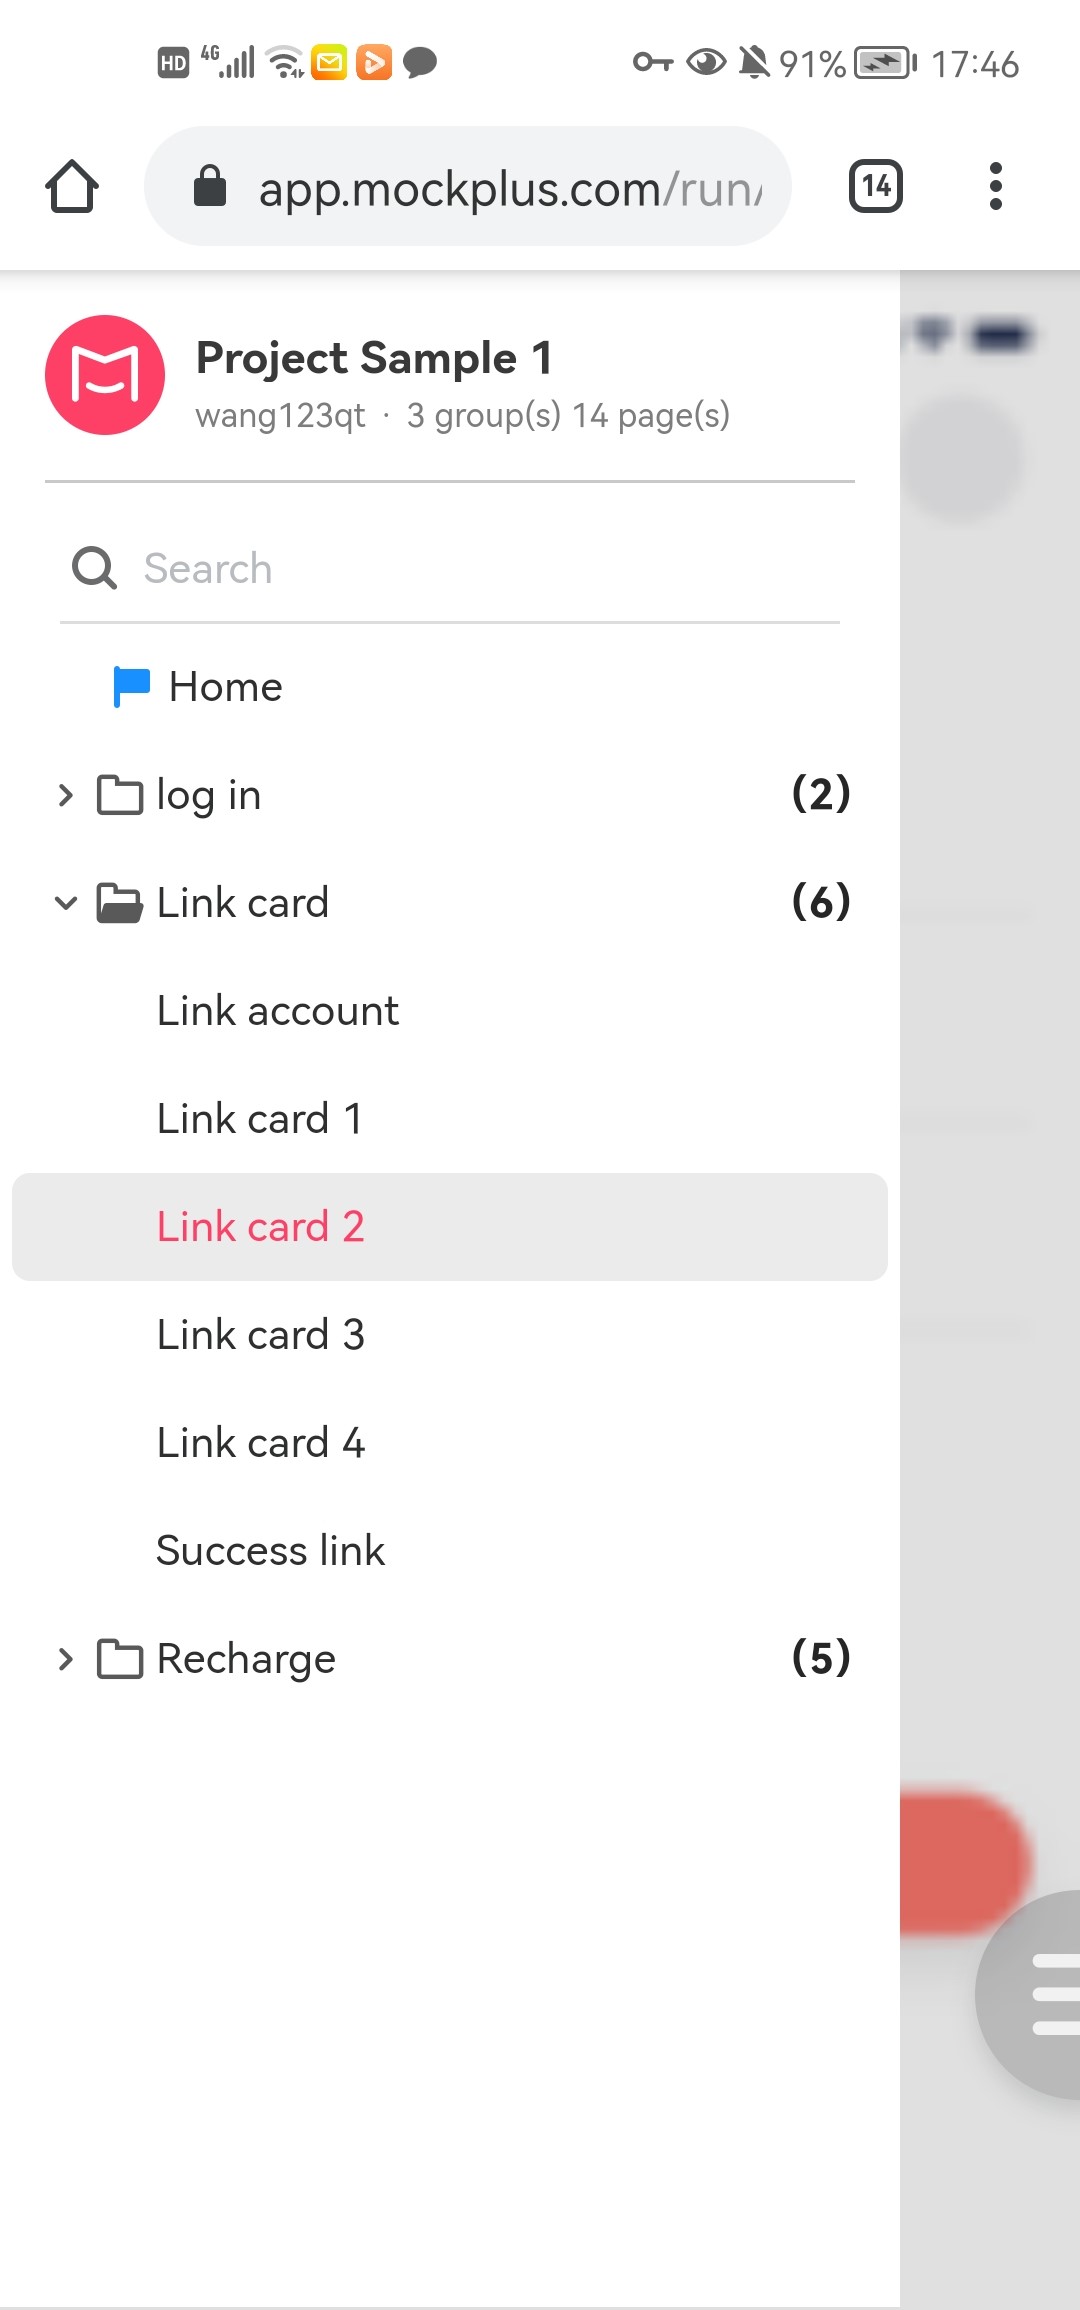 HD 4G 91% 17:46
app.mockplus.com/run/
14
Project Sample 1
wang123qt · 3 group(s) 14 page(s)
Search
Home
log in (2)
Link card (6)
Link account
Link card 1
Link card 2
Link card 3
Link card 4
Success link
Recharge (5)